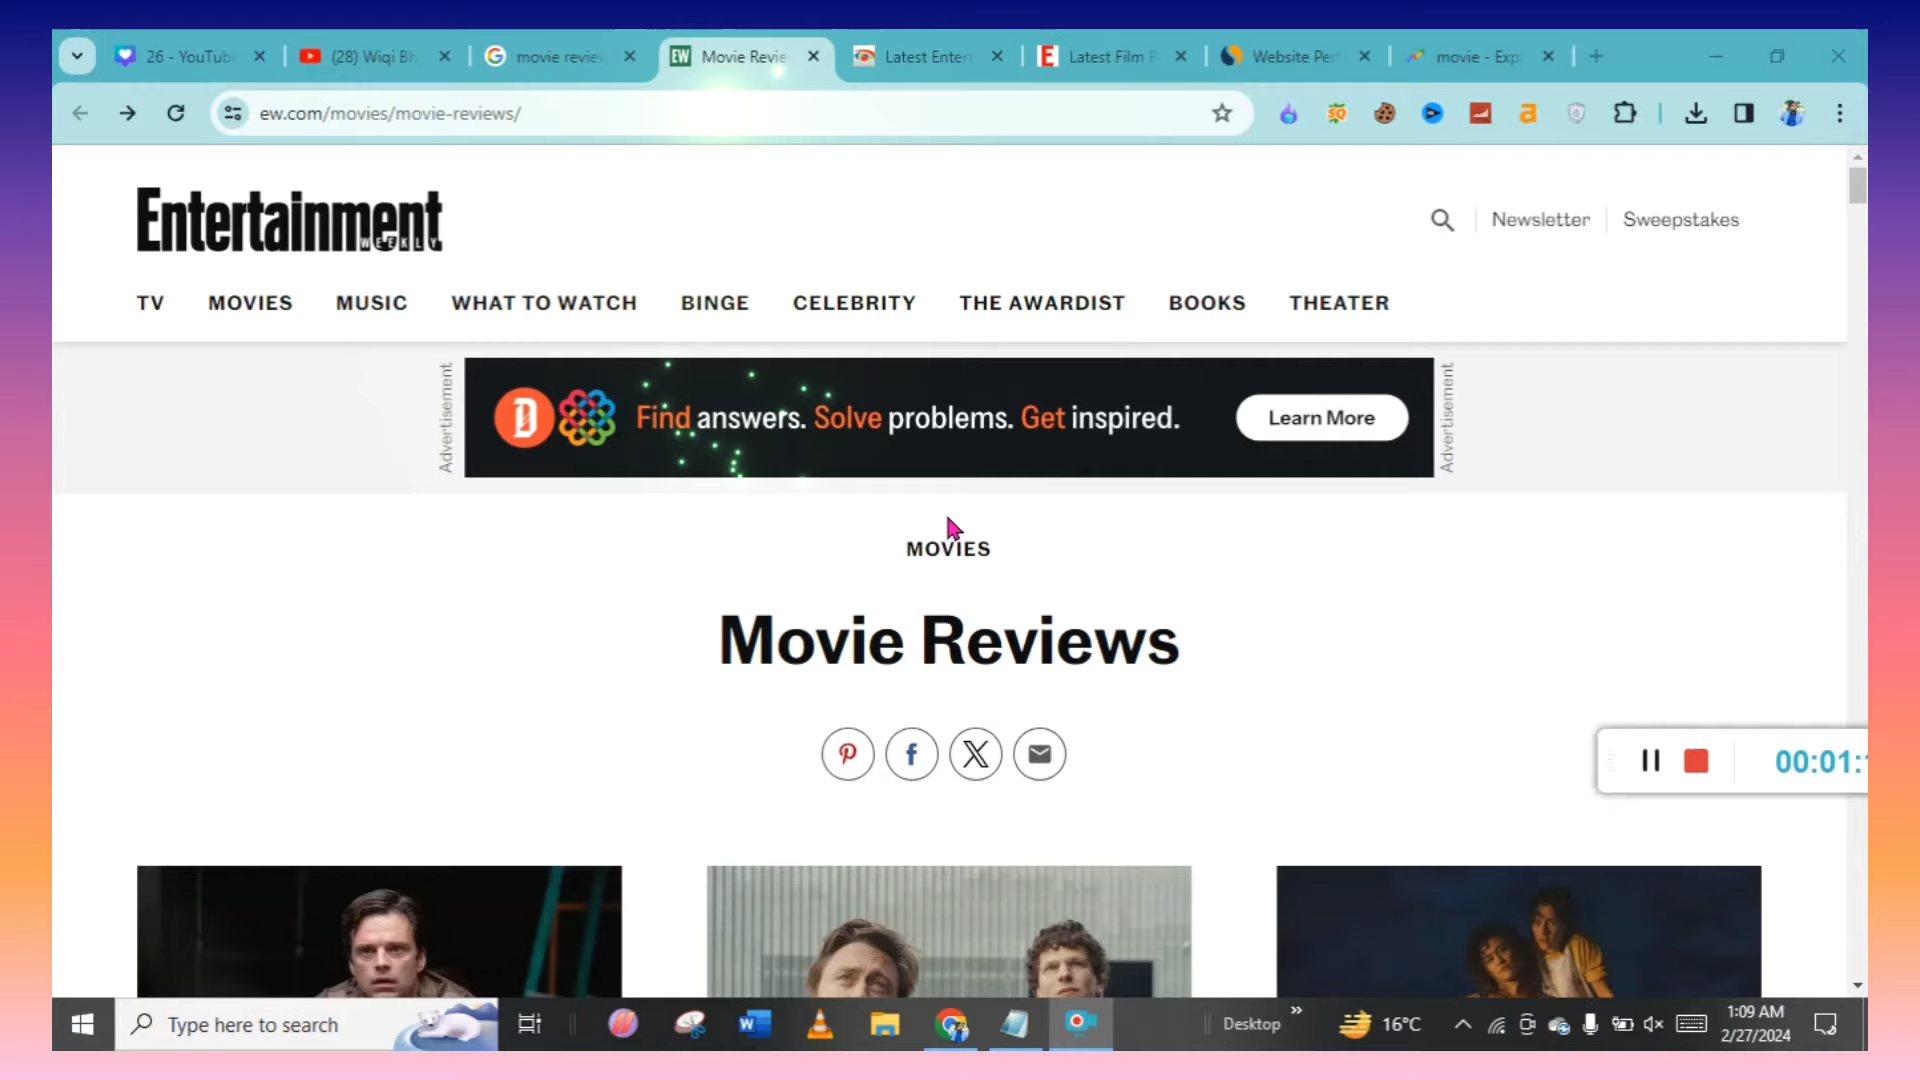 26 - YouTub
(28) Wiqi Bh
movie review
Movie Revie
Latest Enter
Latest Film
Website Per
movie - Exp
ew.com/movies/movie-reviews/
Entertainment
WEEKLY
Newsletter
Sweepstakes
TV
MOVIES
MUSIC
WHAT TO WATCH
BINGE
CELEBRITY
THE AWARDIST
BOOKS
THEATER
Advertisement
Find answers. Solve problems. Get inspired.
Learn More
Advertisement
MOVIES
Movie Reviews
00:01:
Type here to search
Desktop
16°C
1:09 AM
2/27/2024